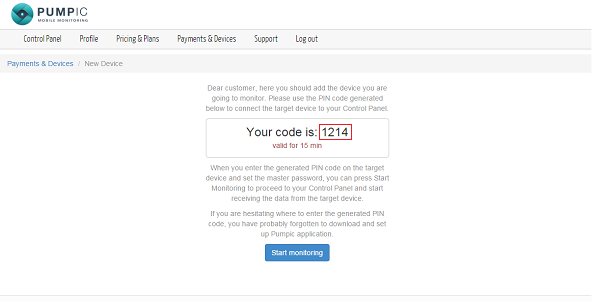 PUMPIC
MOBILE MONITORING
Control Panel Profile Pricing & Plans Payments & Devices Support Log out
Payments & Devices / New Device
Dear customer, here you should add the device you are
going to monitor. Please use the PIN code generated
below to connect the target device to your Control Panel.
Your code is: 1214
valid for 15 min
When you enter the generated PIN code on the target
device and set the master password, you can press Start
Monitoring to proceed to your Control Panel and start
receiving the data from the target device.
If you are hesitating where to enter the generated PIN
code, you have probably forgotten to download and set
up Pumpic application.
Start monitoring